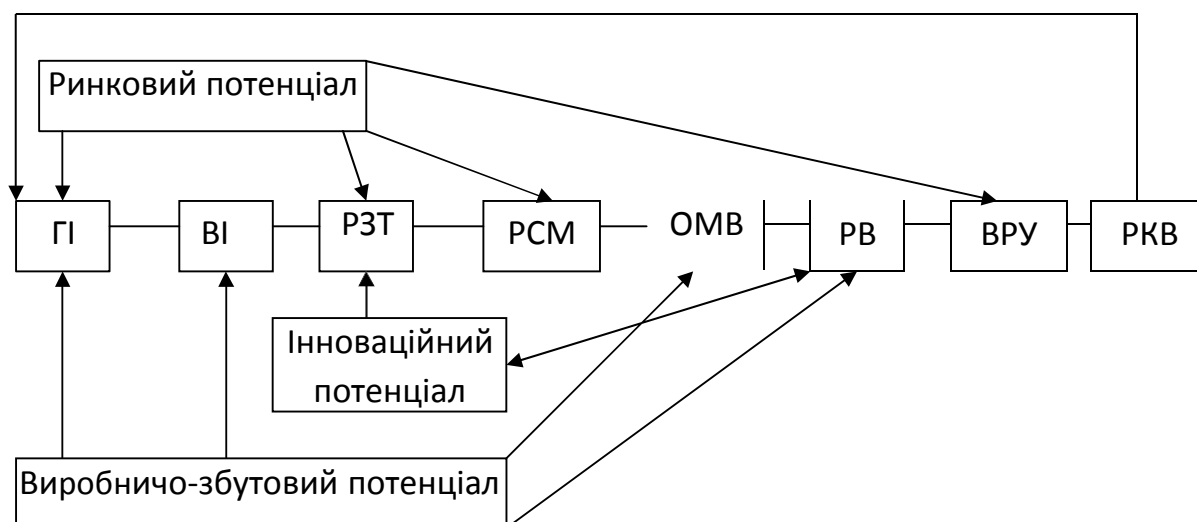 Ринковий потенціал
ГІ
ВІ
РЗТ
РСМ
ОМВ
РВ
ВРУ
РКВ
Інноваційний
потенціал
Виробничо-збутовий потенціал